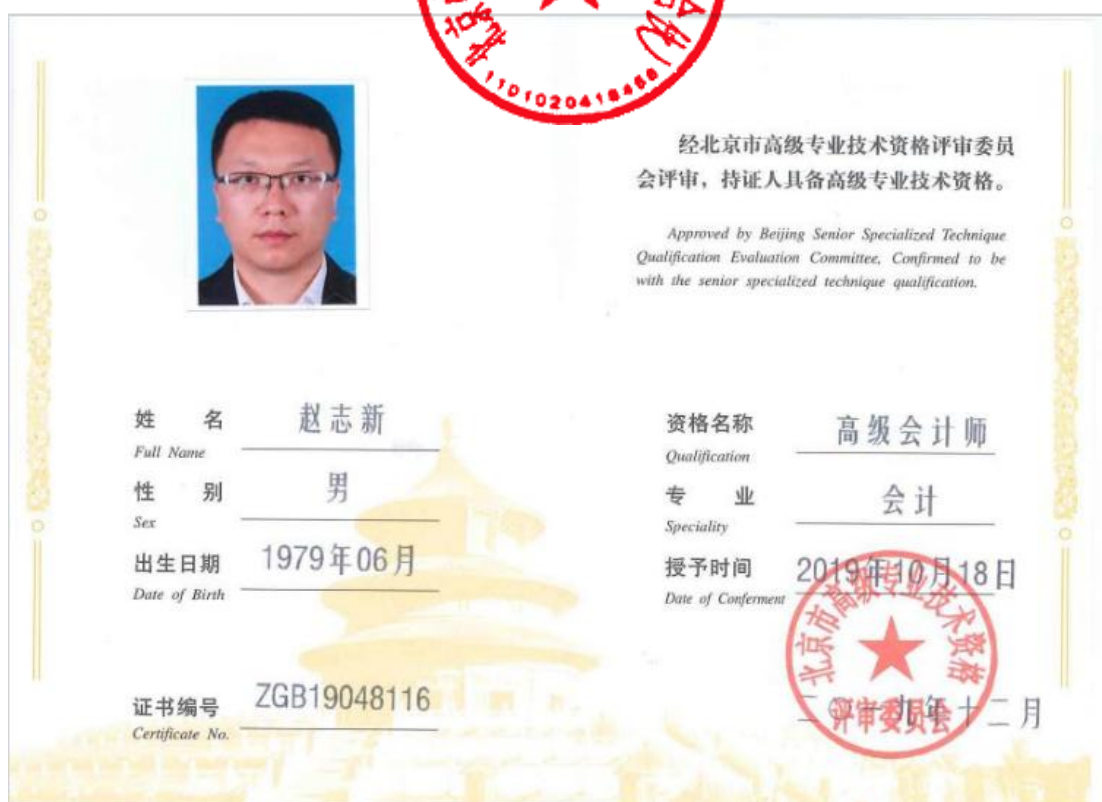 1101020418468
经北京市高级专业技术资格评审委员
会评审，持证人具备高级专业技术资格。
Approved by Beijing Senior Specialized Technique
Qualification Evaluation Committee, Confirmed to be
with the senior specialized technique qualification.
姓 名 赵志新
Full Name
性 别 男
Sex
出生日期 1979年06月
Date of Birth
证书编号 ZGB19048116
Certificate No.
资格名称 高级会计师
Qualification
专 业 会计
Speciality
授予时间 2019年10月18日
Date of Conferment
北京市高级专业技术资格
评审委员会
二〇一九年十二月